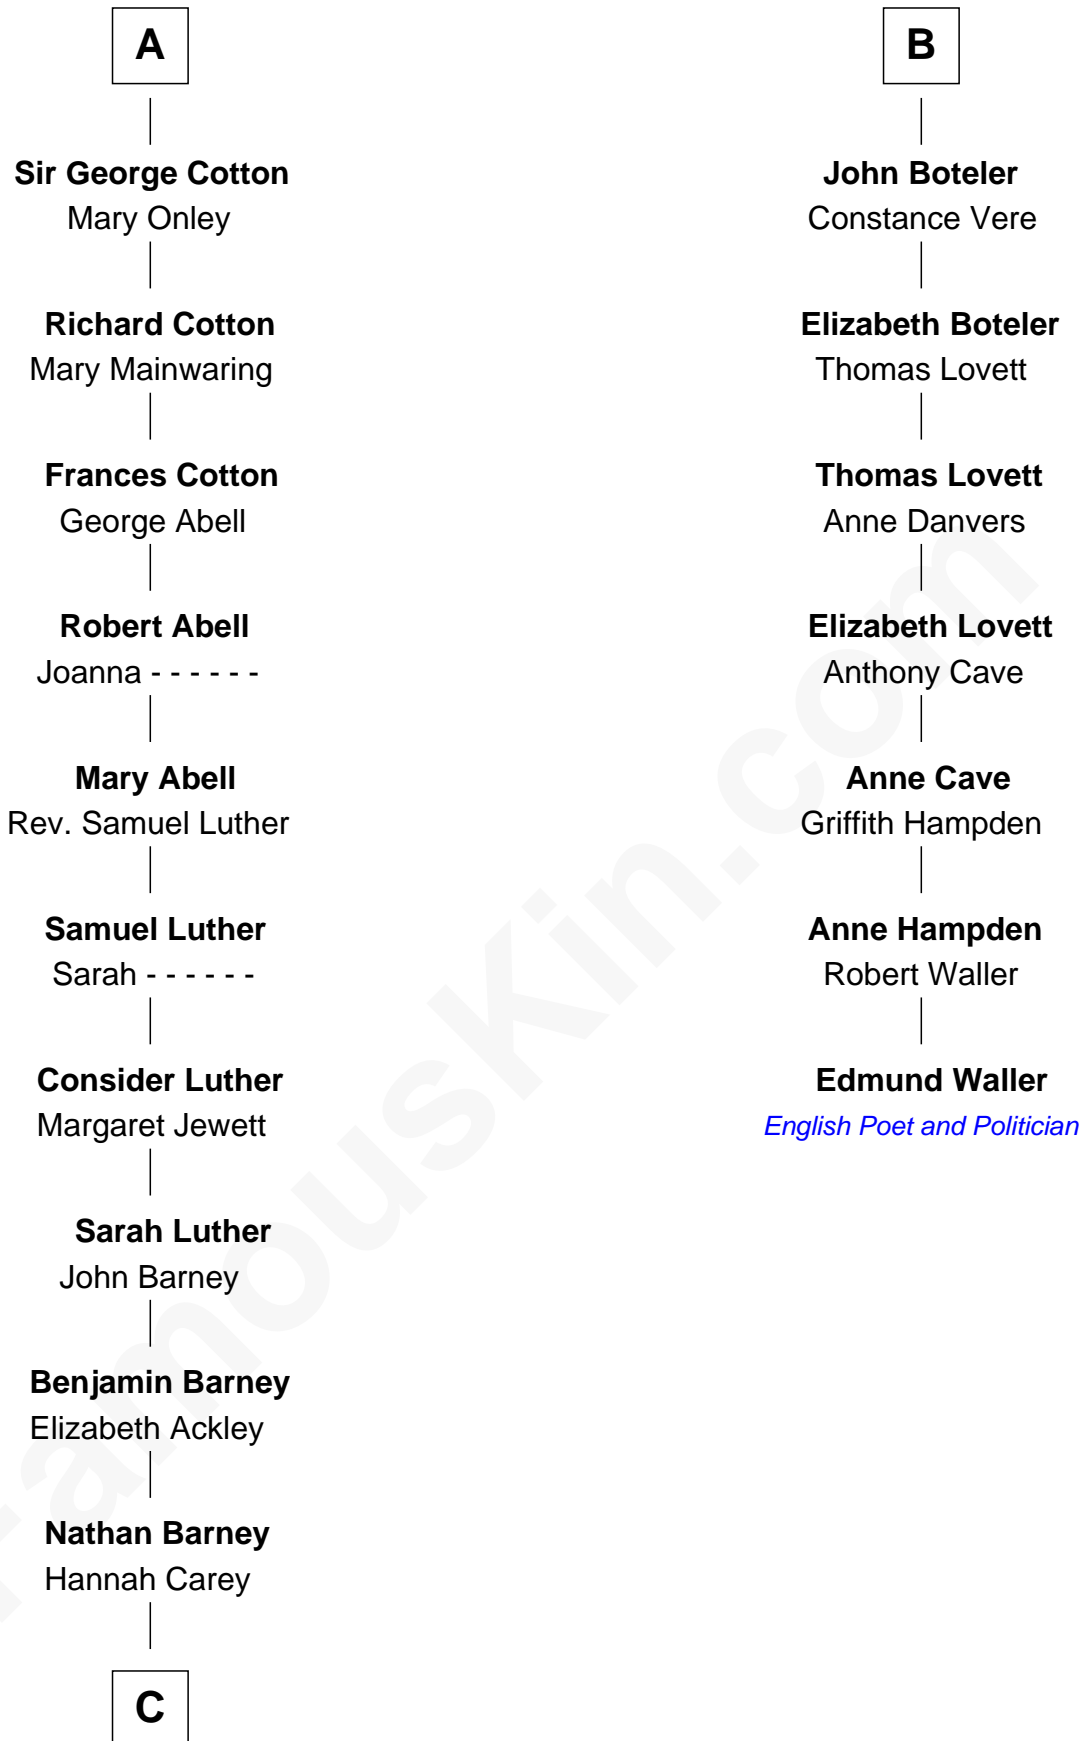 A
Sir George Cotton
Mary Onley
Richard Cotton
Mary Mainwaring
Frances Cotton
George Abell
Robert Abell
Joanna - - - - - -
Mary Abell
Rev. Samuel Luther
Samuel Luther
Sarah - - - - - -
Consider Luther
Margaret Jewett
Sarah Luther
John Barney
Benjamin Barney
Elizabeth Ackley
Nathan Barney
Hannah Carey
C
B
John Boteler
Constance Vere
Elizabeth Boteler
Thomas Lovett
Thomas Lovett
Anne Danvers
Elizabeth Lovett
Anthony Cave
Anne Cave
Griffith Hampden
Anne Hampden
Robert Waller
Edmund Waller
English Poet and Politician
FamousKin.com